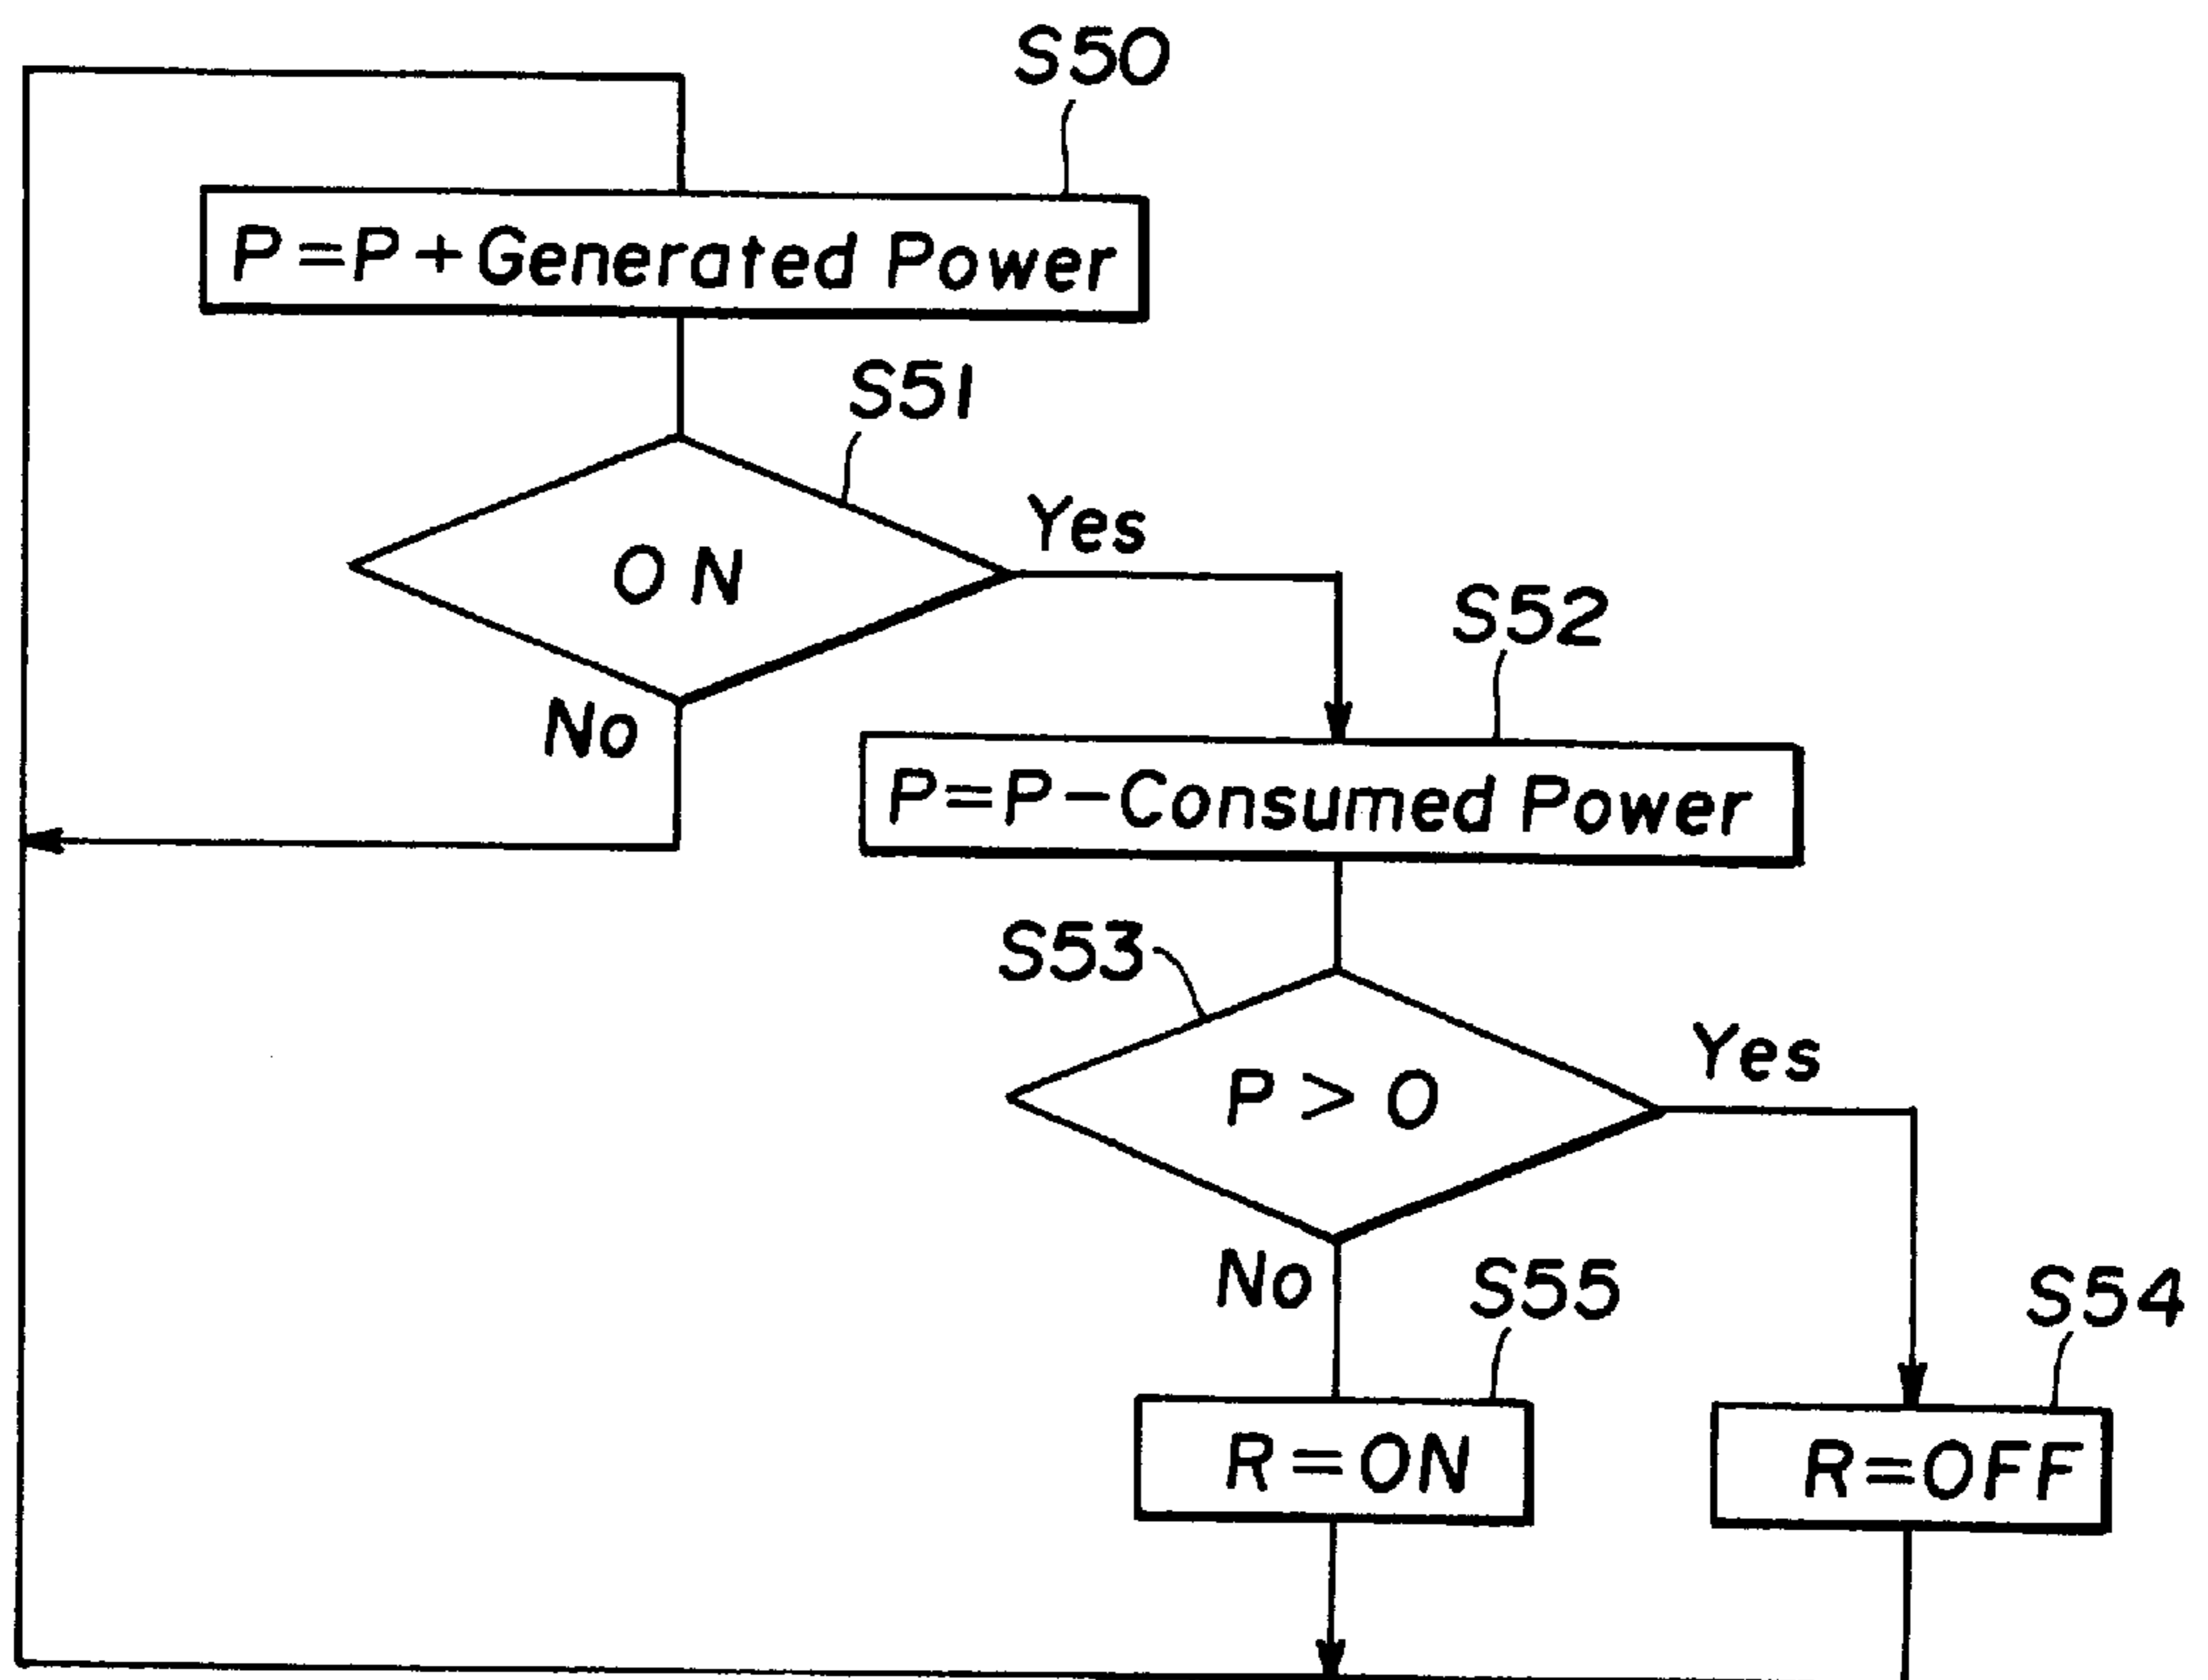 S50
P=P+Generated Power
S51
ON
Yes
No
S52
P=P-Consumed Power
S53
P>0
Yes
No
S55
S54
R=ON
R=OFF